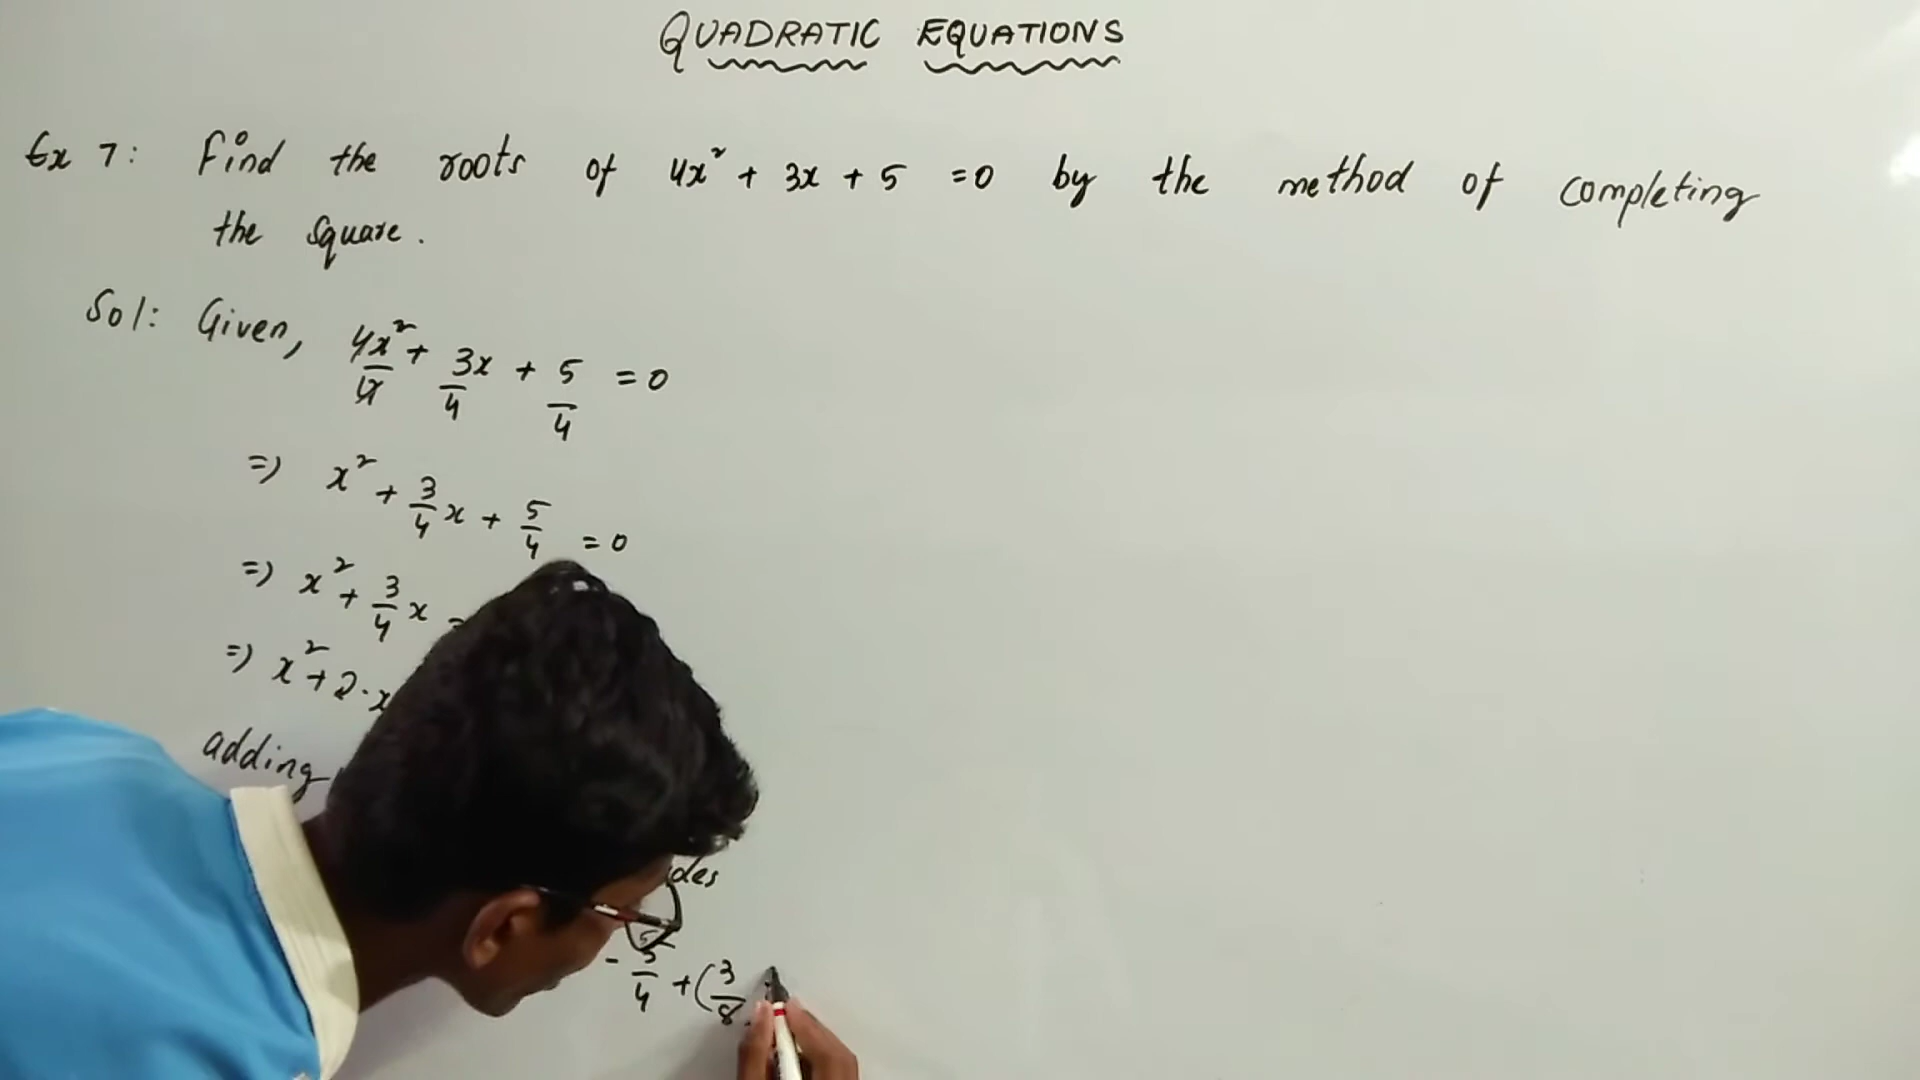 QUADRATIC EQUATIONS
Ex 7: Find the roots of 4x² + 3x + 5 = 0 by the method of completing
the square.
Sol: Given, 4x²/4 + 3x/4 + 5/4 = 0
=> x² + 3/4 x + 5/4 = 0
=> x² + 3/4 x =
=> x² + 2·x
adding
- 5/4 + (3/8